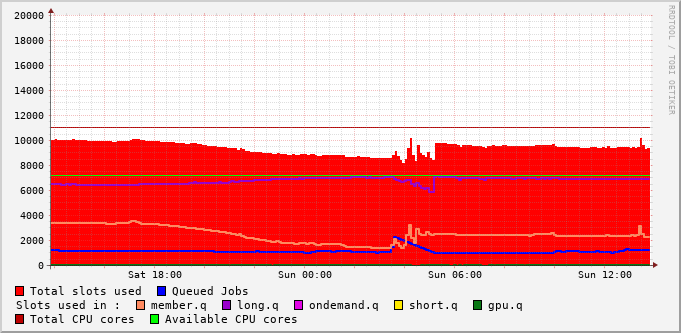 RRDTOOL / TOBI OETIKER
20000
18000
16000
14000
12000
10000
8000
6000
4000
2000
0
Sat 18:00 Sun 00:00 Sun 06:00 Sun 12:00
Total slots used Queued Jobs
Slots used in : member.q long.q ondemand.q short.q gpu.q
Total CPU cores Available CPU cores